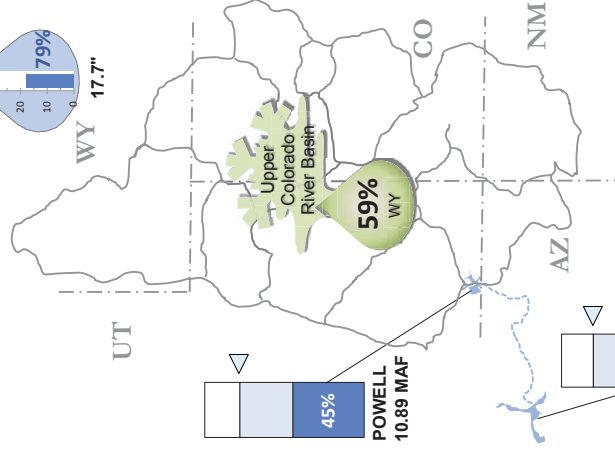 79%
20
10
0
17.7"
WY
CO
NM
Upper
Colorado
River Basin
59%
WY
UT
AZ
45%
POWELL
10.89 MAF